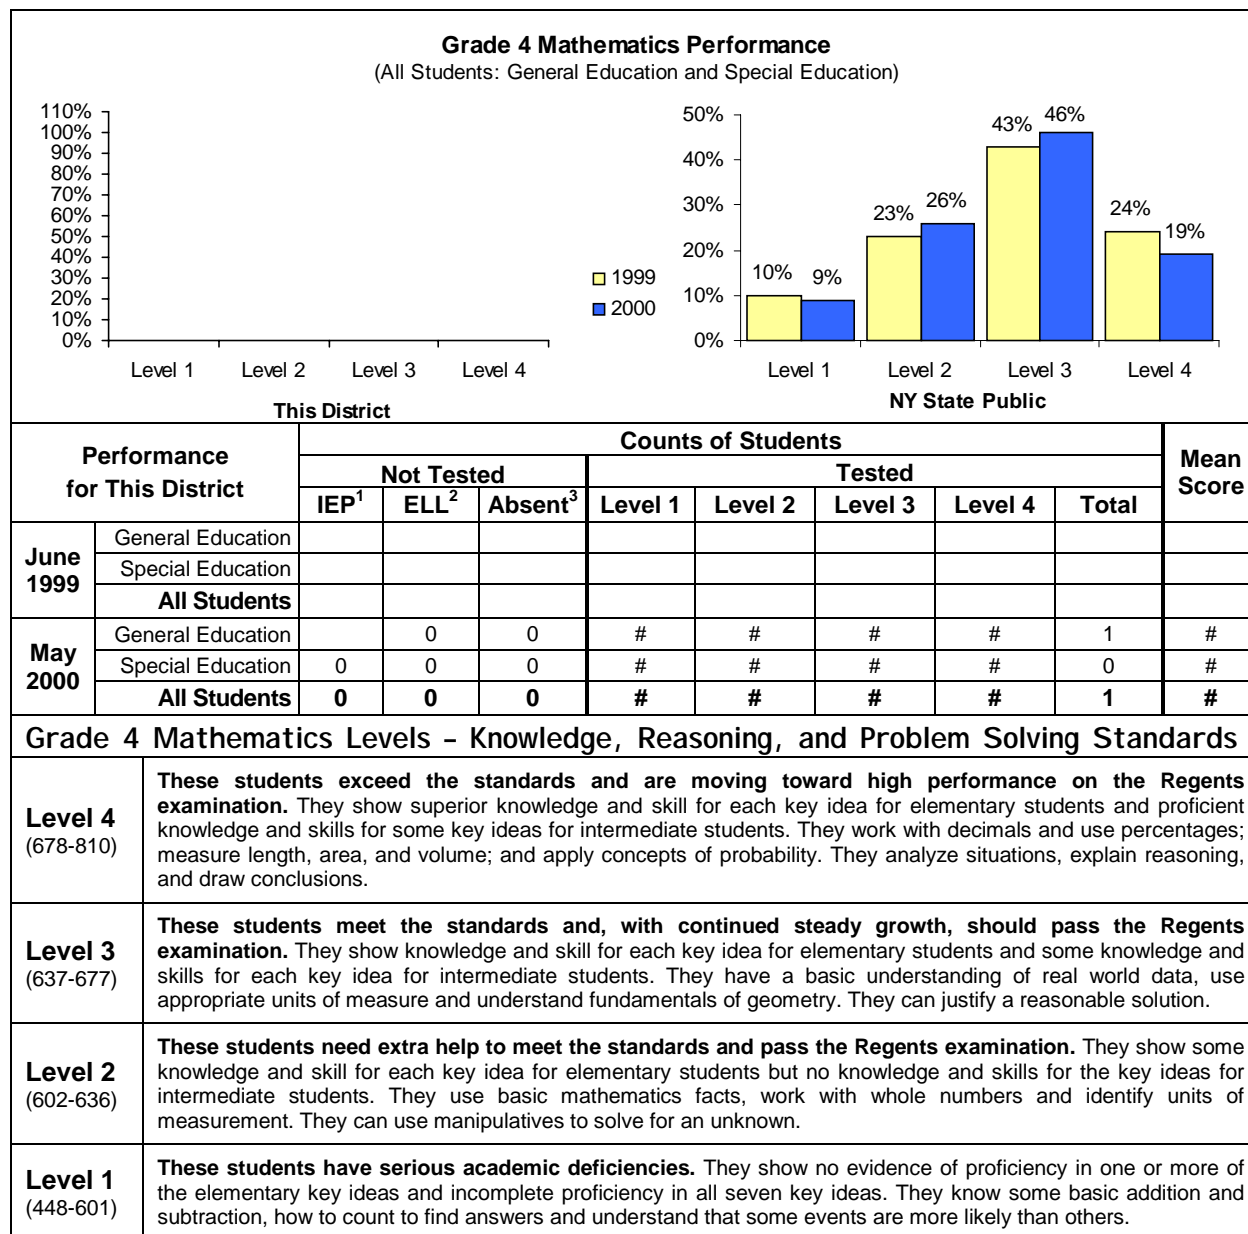 Grade 4 Mathematics Performance
(All Students: General Education and Special Education)
110%
100%
90%
80%
70%
60%
50%
40%
30%
20%
10%
0%
Level 1 Level 2 Level 3 Level 4
This District
1999
2000
50%
40%
30%
20%
10%
0%
10% 9% 23% 26% 43% 46% 24% 19%
Level 1 Level 2 Level 3 Level 4
NY State Public
Performance
for This District
Counts of Students
Mean
Score
Not Tested Tested
IEP¹ ELL² Absent³ Level 1 Level 2 Level 3 Level 4 Total
June
1999
General Education
Special Education
All Students
May
2000
General Education 0 0 # # # # 1 #
Special Education 0 0 0 # # # # 0 #
All Students 0 0 0 # # # # 1 #
Grade 4 Mathematics Levels – Knowledge, Reasoning, and Problem Solving Standards
Level 4
(678-810)
These students exceed the standards and are moving toward high performance on the Regents
examination. They show superior knowledge and skill for each key idea for elementary students and proficient
knowledge and skills for some key ideas for intermediate students. They work with decimals and use percentages;
measure length, area, and volume; and apply concepts of probability. They analyze situations, explain reasoning,
and draw conclusions.
Level 3
(637-677)
These students meet the standards and, with continued steady growth, should pass the Regents
examination. They show knowledge and skill for each key idea for elementary students and some knowledge and
skills for each key idea for intermediate students. They have a basic understanding of real world data, use
appropriate units of measure and understand fundamentals of geometry. They can justify a reasonable solution.
Level 2
(602-636)
These students need extra help to meet the standards and pass the Regents examination. They show some
knowledge and skill for each key idea for elementary students but no knowledge and skills for the key ideas for
intermediate students. They use basic mathematics facts, work with whole numbers and identify units of
measurement. They can use manipulatives to solve for an unknown.
Level 1
(448-601)
These students have serious academic deficiencies. They show no evidence of proficiency in one or more of
the elementary key ideas and incomplete proficiency in all seven key ideas. They know some basic addition and
subtraction, how to count to find answers and understand that some events are more likely than others.